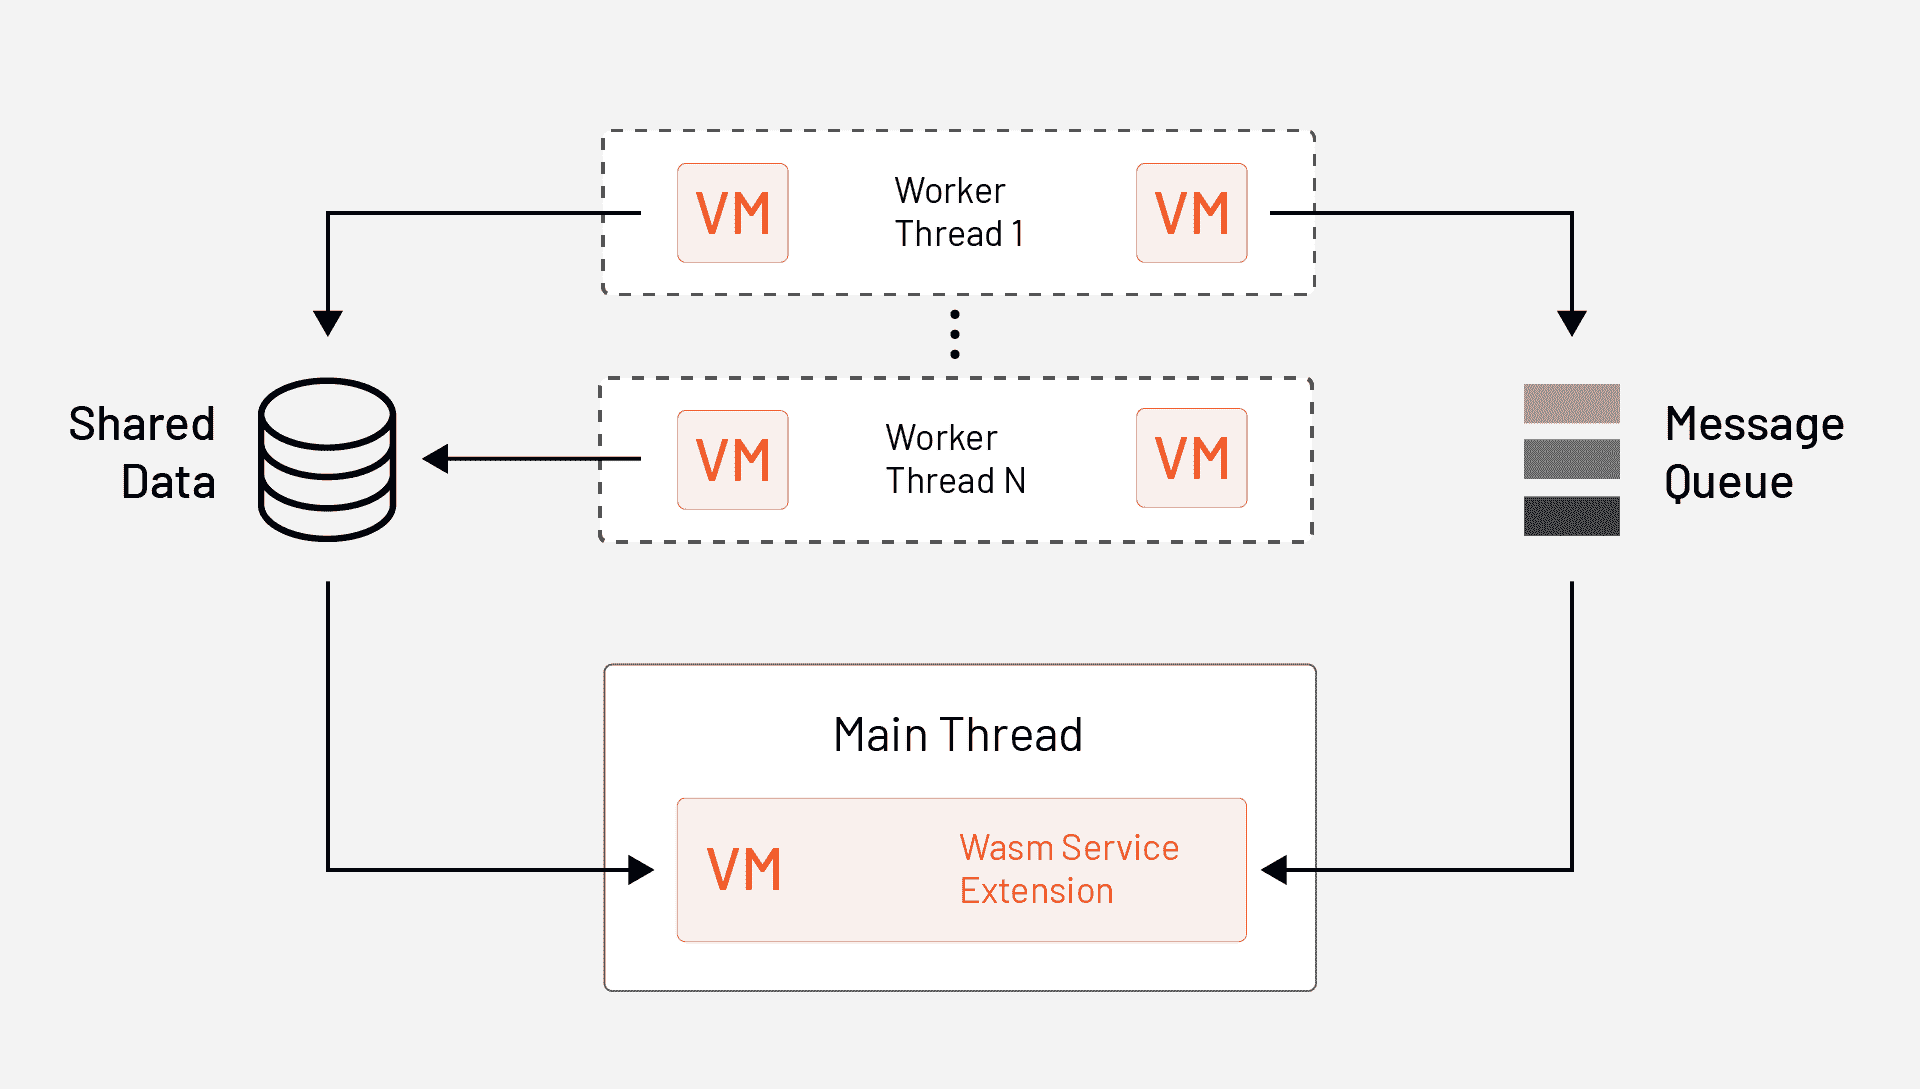 VM
Worker
Thread 1
VM
Shared
Data
VM
Worker
Thread N
VM
Message
Queue
Main Thread
VM
Wasm Service
Extension